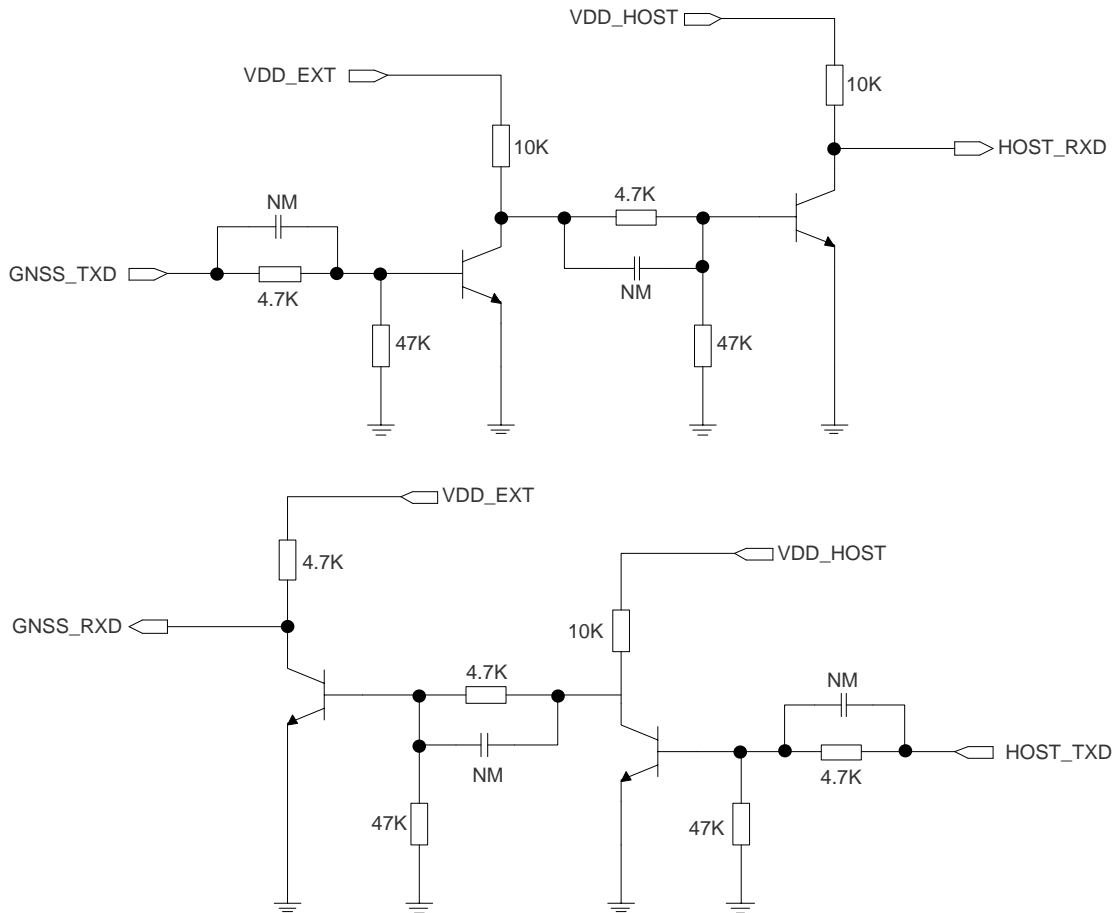 VDD_HOST
VDD_EXT
10K
10K
HOST_RXD
NM
4.7K
GNSS_TXD
4.7K
NM
47K
47K
VDD_EXT
4.7K
VDD_HOST
GNSS_RXD
10K
4.7K
NM
NM
HOST_TXD
4.7K
47K
47K